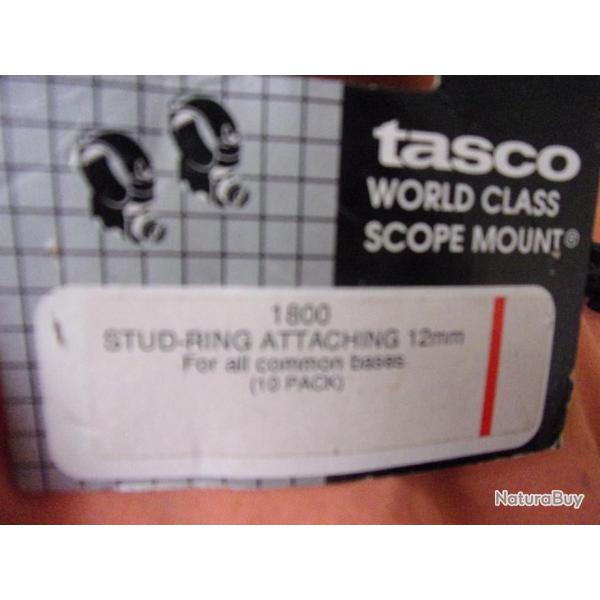 tasco
WORLD CLASS
SCOPE MOUNT®
1800
STUD-RING ATTACHING 12mm
For all common bases
(10 PACK)
NaturaBuy